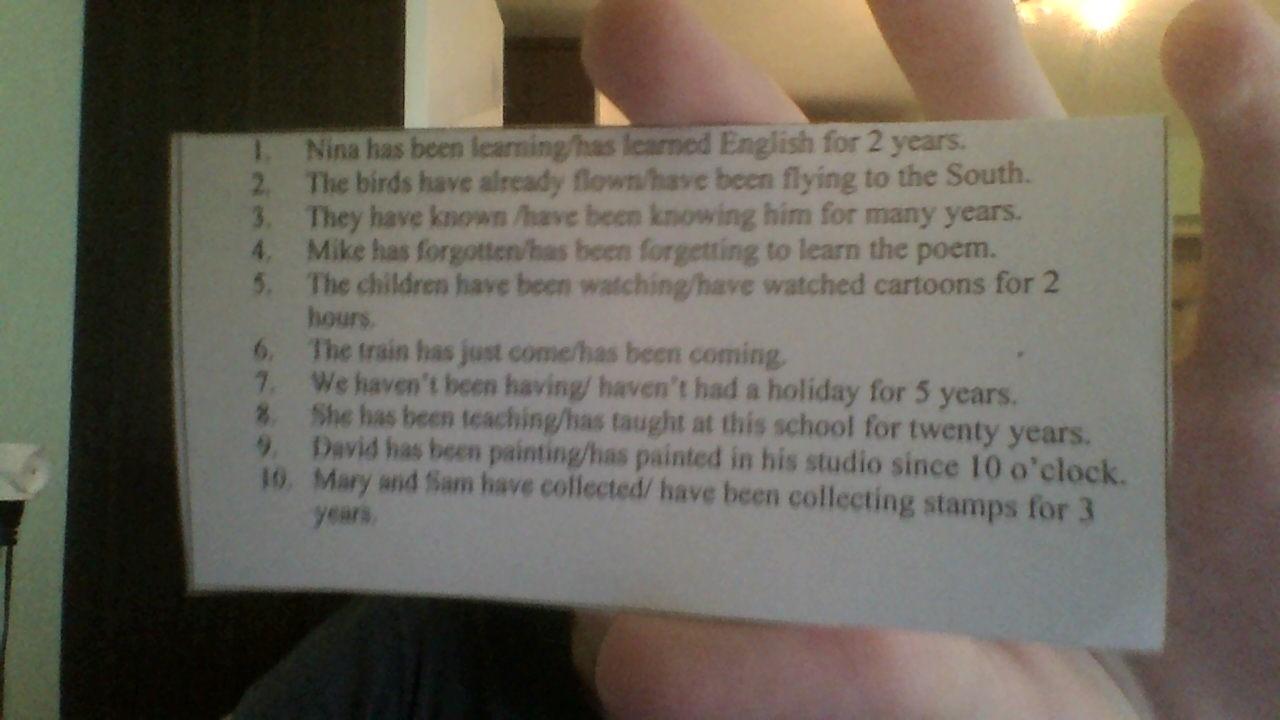 1. Nina has been learning/has learned English for 2 years.
2. The birds have already flown/have been flying to the South.
3. They have known /have been knowing him for many years.
4. Mike has forgotten/has been forgetting to learn the poem.
5. The children have been watching/have watched cartoons for 2
hours.
6. The train has just come/has been coming.
7. We haven't been having/ haven't had a holiday for 5 years.
8. She has been teaching/has taught at this school for twenty years.
9. David has been painting/has painted in his studio since 10 o'clock.
10. Mary and Sam have collected/ have been collecting stamps for 3
years.